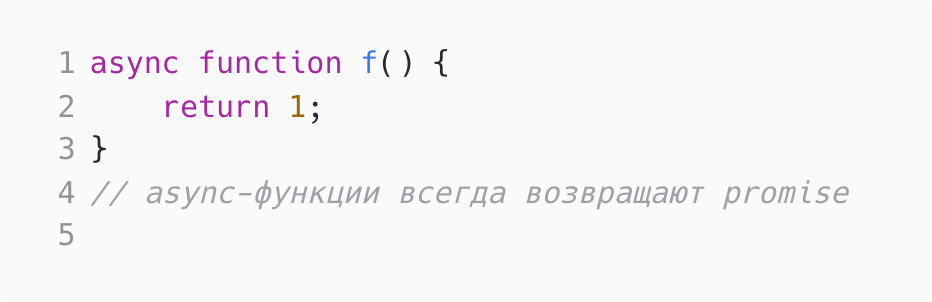 1 async function f() {
2     return 1;
3 }
4 // async-функции всегда возвращают promise
5